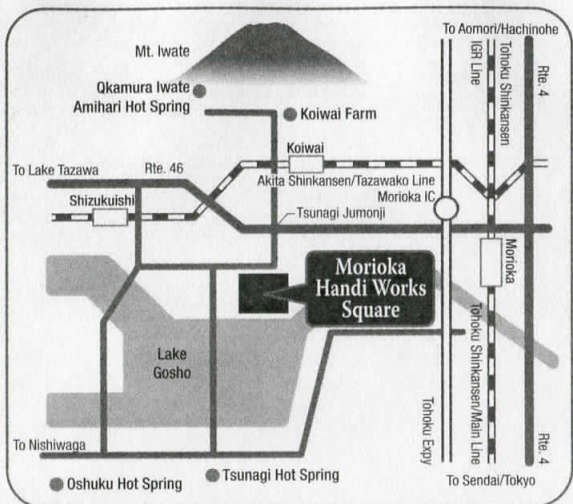 To Aomori/Hachinohe
Mt. Iwate
IGR Line
Tohoku Shinkansen
Rte. 4
Qkamura Iwate
Amihari Hot Spring
Koiwai Farm
Koiwai
To Lake Tazawa
Rte. 46
Akita Shinkansen/Tazawako Line
Morioka IC
Shizukuishi
Tsunagi Jumonji
Morioka
Handi Works
Square
Morioka
Lake
Gosho
Tohoku Expy
Tohoku Shinkansen/Main Line
Rte. 4
To Nishiwaga
Oshuku Hot Spring
Tsunagi Hot Spring
To Sendai/Tokyo